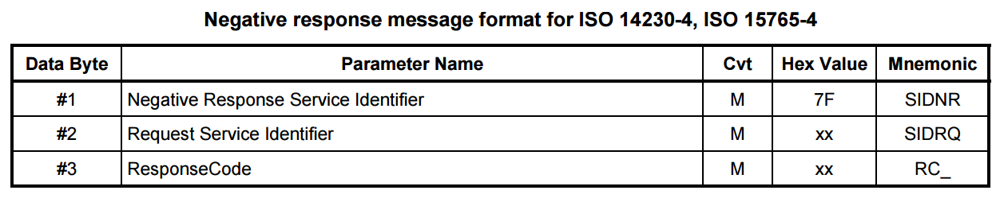 Negative response message format for ISO 14230-4, ISO 15765-4
Data Byte Parameter Name Cvt Hex Value Mnemonic
#1 Negative Response Service Identifier M 7F SIDNR
#2 Request Service Identifier M xx SIDRQ
#3 ResponseCode M xx RC_